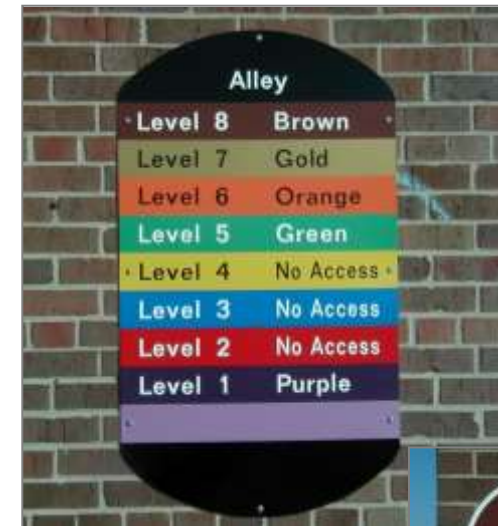 Alley
Level 8 Brown
Level 7 Gold
Level 6 Orange
Level 5 Green
Level 4 No Access
Level 3 No Access
Level 2 No Access
Level 1 Purple